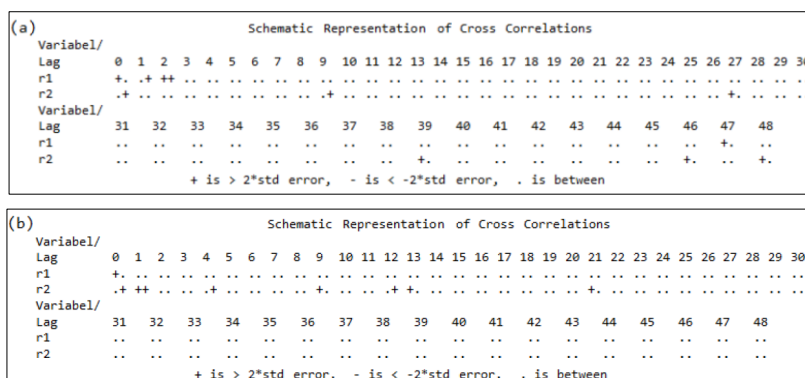 (a) Schematic Representation of Cross Correlations
Variabel/
Lag 0 1 2 3 4 5 6 7 8 9 10 11 12 13 14 15 16 17 18 19 20 21 22 23 24 25 26 27 28 29
r1 +. .+ ++ .. .. .. .. .. .. .. .. .. .. .. .. .. .. .. .. .. .. .. .. .. .. .. .. .. .. .. ..
r2 .+ .. .. .. .. .. .. .. .. .+ .. .. .. .. .. .. .. .. .. .. .. .. .. .. .. .. .. +. .. .. ..
Variabel/
Lag 31 32 33 34 35 36 37 38 39 40 41 42 43 44 45 46 47 48
r1 .. .. .. .. .. .. .. .. .. .. .. .. .. .. .. .. +. ..
r2 .. .. .. .. .. .. .. .. +. .. .. .. .. .. .. +. .. +.
+ is > 2*std error, - is < -2*std error, . is between
(b) Schematic Representation of Cross Correlations
Variabel/
Lag 0 1 2 3 4 5 6 7 8 9 10 11 12 13 14 15 16 17 18 19 20 21 22 23 24 25 26 27 28 29 30
r1 +. .. .. .. .. .. .. .. .. .. .. .. .. .. .. .. .. .. .. .. .. .. .. .. .. .. .. .. .. .. ..
r2 .+ ++ .. .. .+ .. .. .. .. +. .. .. .+ +. .. .. .. .. .. .. .. +. .. .. .. .. .. .. .. .. ..
Variabel/
Lag 31 32 33 34 35 36 37 38 39 40 41 42 43 44 45 46 47 48
r1 .. .. .. .. .. .. .. .. .. .. .. .. .. .. .. .. .. ..
r2 .. .. .. .. .. .. .. .. .. .. .. .. .. .. .. .. .. ..
+ is > 2*std error, - is < -2*std error, . is between